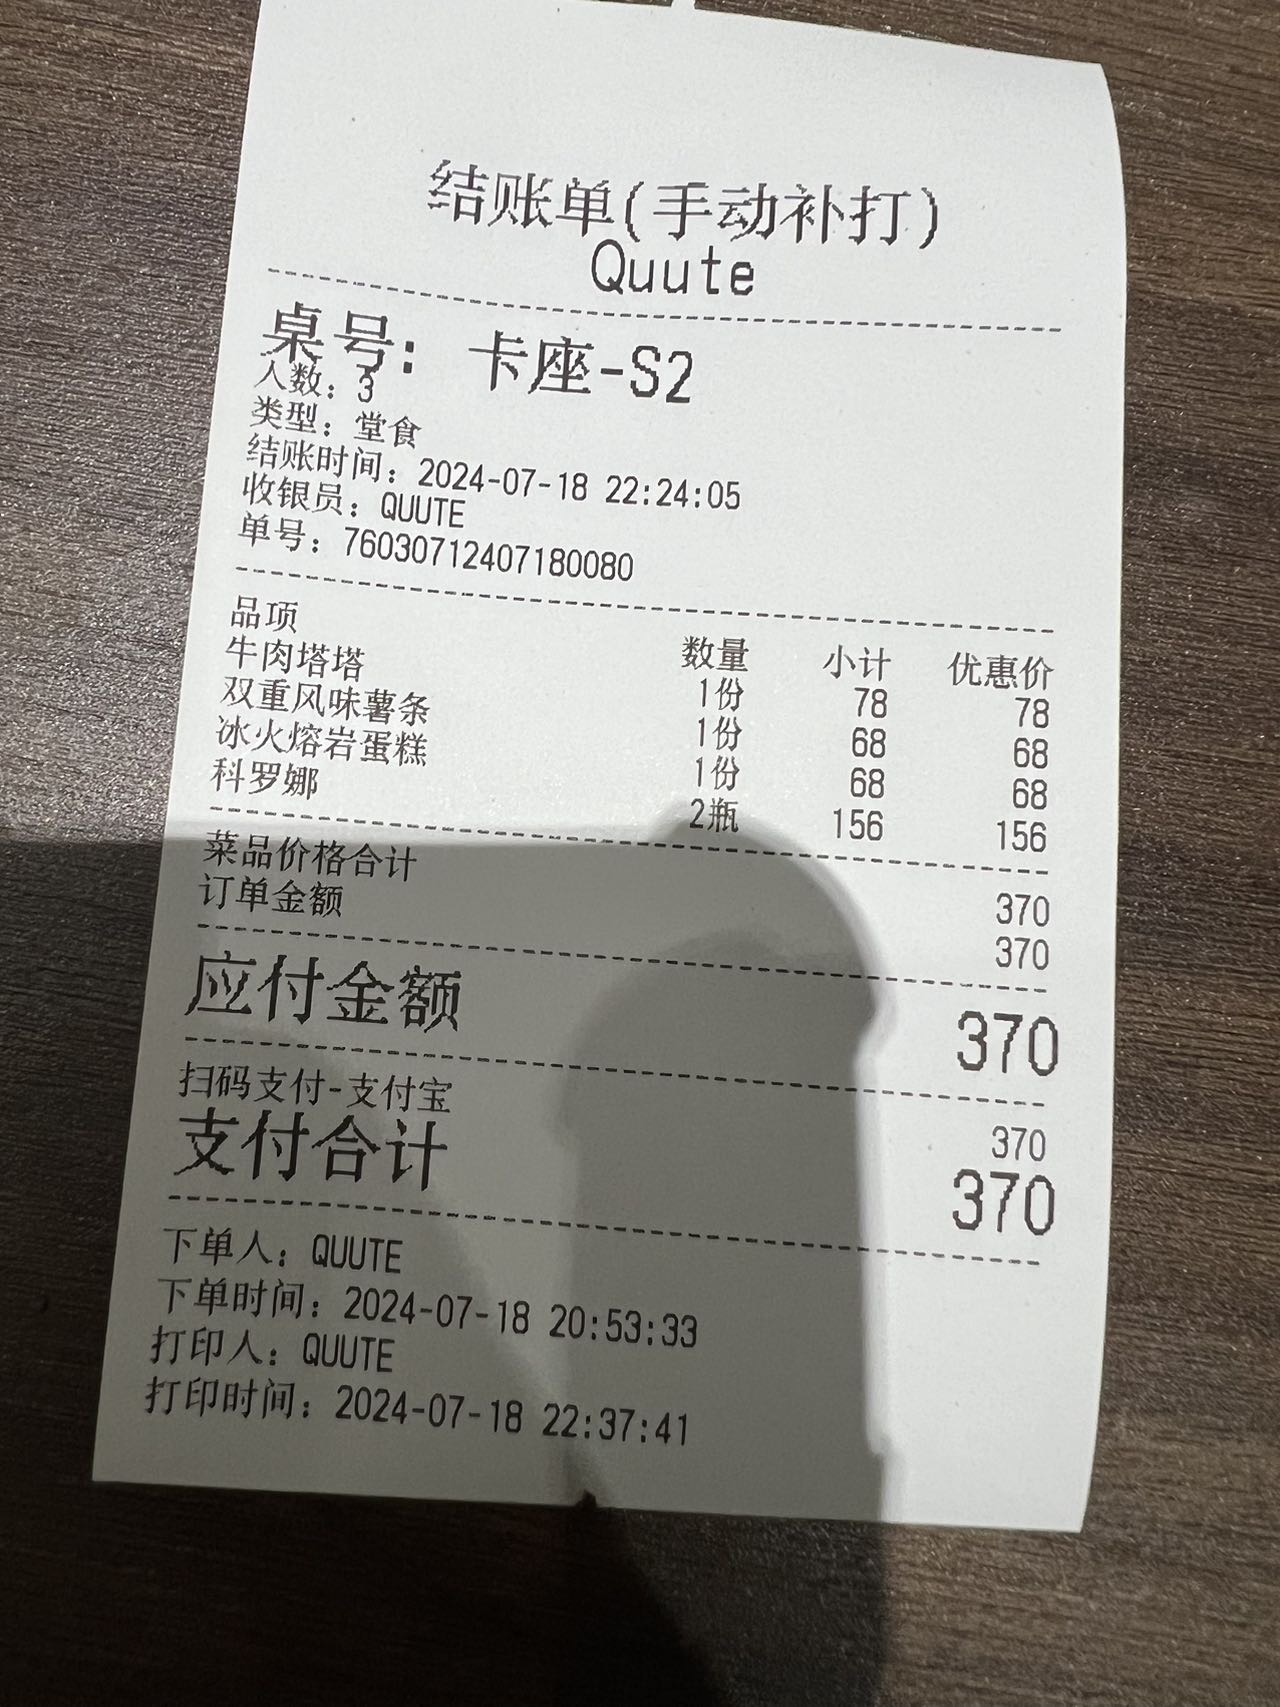 结账单(手动补打)
Quute
桌号: 卡座-S2
人数: 3
类型: 堂食
结账时间: 2024-07-18 22:24:05
收银员: QUUTE
单号: 76030712407180080
品项 数量 小计 优惠价
牛肉塔塔 1份 78 78
双重风味薯条 1份 68 68
冰火熔岩蛋糕 1份 68 68
科罗娜 2瓶 156 156
菜品价格合计 370
订单金额 370
应付金额 370
扫码支付-支付宝 370
支付合计 370
下单人: QUUTE
下单时间: 2024-07-18 20:53:33
打印人: QUUTE
打印时间: 2024-07-18 22:37:41